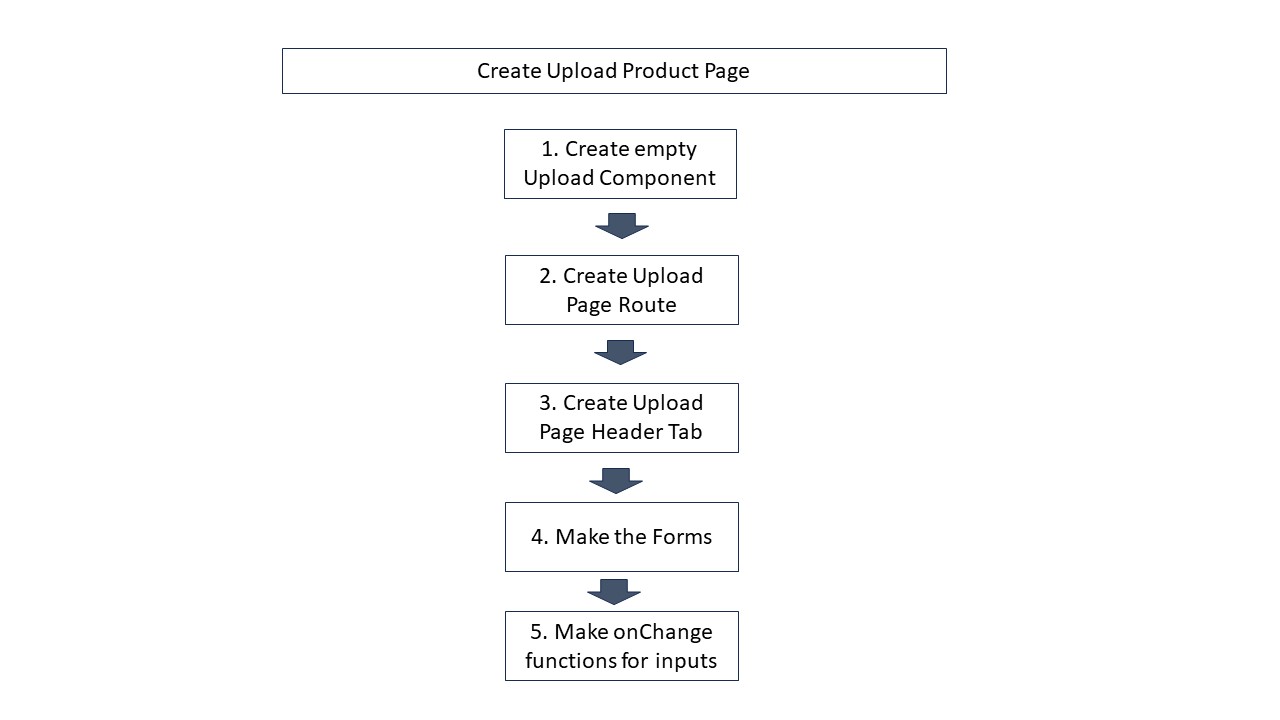 Create Upload Product Page
1. Create empty
Upload Component
2. Create Upload
Page Route
3. Create Upload
Page Header Tab
4. Make the Forms
5. Make onChange
functions for inputs